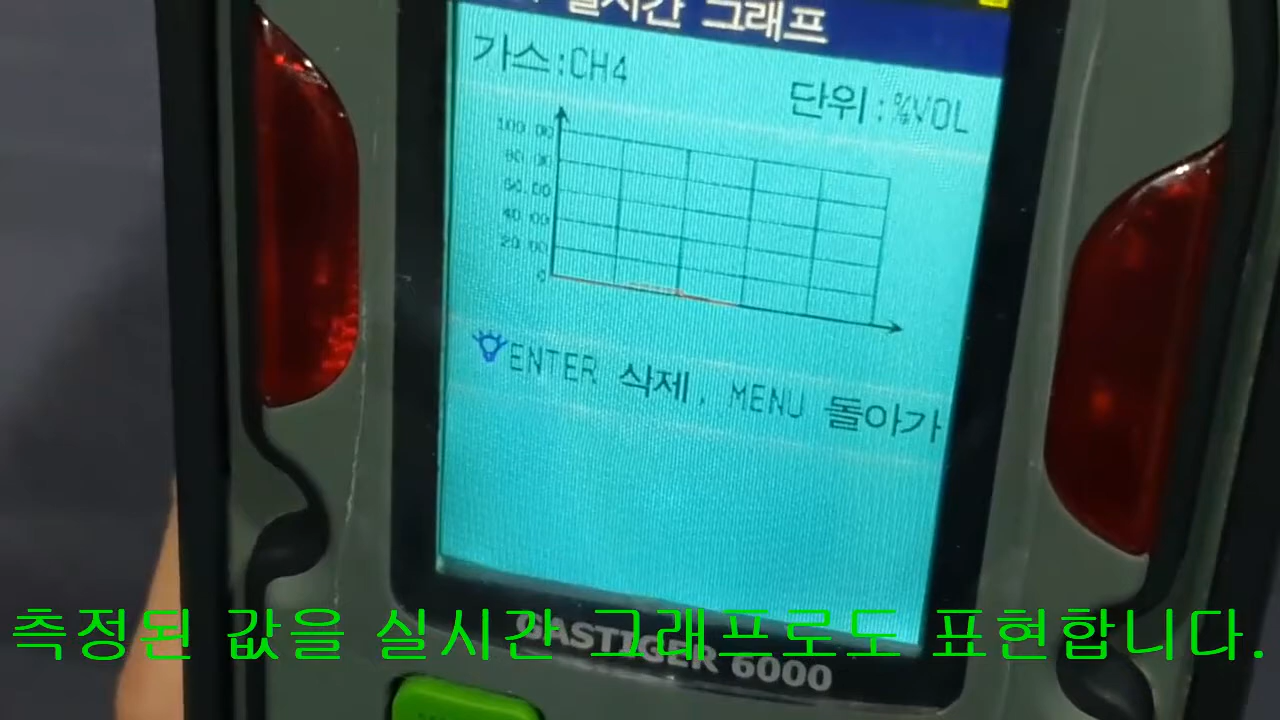 실시간 그래프
가스:CH4
단위:%VOL
100.00
80.00
60.00
40.00
20.00
0
ENTER 삭제, MENU 돌아가
측정된 값을 실시간 그래프로도 표현합니다.
GASTIGER 6000